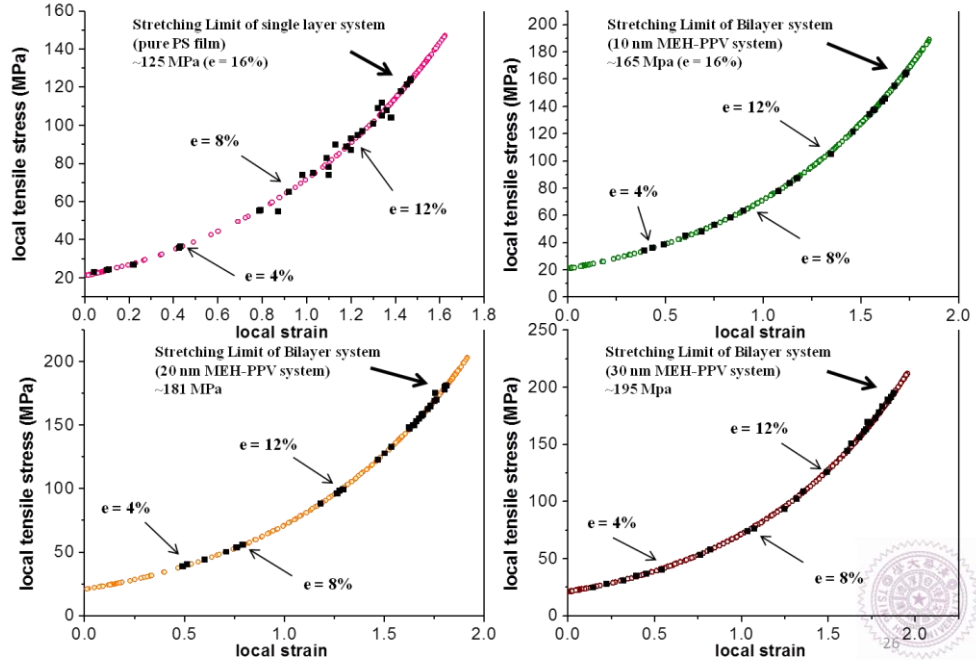 Stretching Limit of single layer system
(pure PS film)
~125 MPa (e = 16%)
e = 8%
e = 12%
e = 4%
local tensile stress (MPa)
160
140
120
100
80
60
40
20
0.0 0.2 0.4 0.6 0.8 1.0 1.2 1.4 1.6 1.8
local strain
Stretching Limit of Bilayer system
(10 nm MEH-PPV system)
~165 Mpa (e = 16%)
e = 12%
e = 4%
e = 8%
local tensile stress (MPa)
200
180
160
140
120
100
80
60
40
20
0
0.0 0.5 1.0 1.5 2.0
local strain
Stretching Limit of Bilayer system
(20 nm MEH-PPV system)
~181 MPa
e = 12%
e = 4%
e = 8%
local tensile stress (MPa)
200
150
100
50
0
0.0 0.5 1.0 1.5 2.0
local strain
Stretching Limit of Bilayer system
(30 nm MEH-PPV system)
~195 Mpa
e = 12%
e = 4%
e = 8%
local tensile stress (MPa)
250
200
150
100
50
0
0.0 0.5 1.0 1.5 2.0
local strain
26